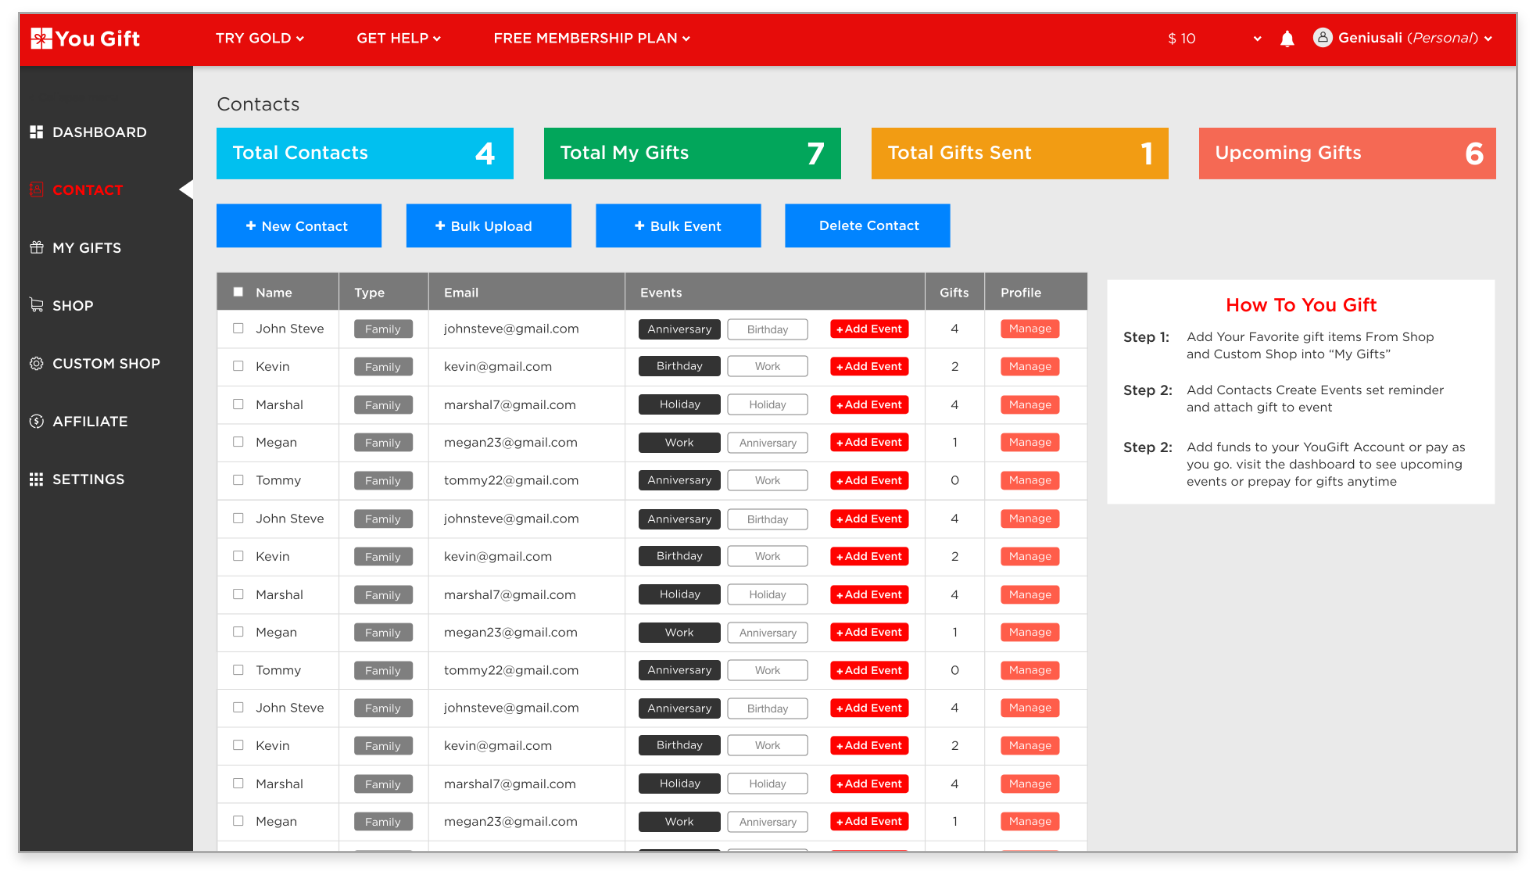 You Gift TRY GOLD GET HELP FREE MEMBERSHIP PLAN $ 10 Geniusali (Personal)
DASHBOARD
CONTACT
MY GIFTS
SHOP
CUSTOM SHOP
AFFILIATE
SETTINGS
Contacts
Total Contacts 4 Total My Gifts 7 Total Gifts Sent 1 Upcoming Gifts 6
+ New Contact + Bulk Upload + Bulk Event Delete Contact
Name Type Email Events Gifts Profile
John Steve Family johnsteve@gmail.com Anniversary Birthday +Add Event 4 Manage
Kevin Family kevin@gmail.com Birthday Work +Add Event 2 Manage
Marshal Family marshal7@gmail.com Holiday Holiday +Add Event 4 Manage
Megan Family megan23@gmail.com Work Anniversary +Add Event 1 Manage
Tommy Family tommy22@gmail.com Anniversary Work +Add Event 0 Manage
John Steve Family johnsteve@gmail.com Anniversary Birthday +Add Event 4 Manage
Kevin Family kevin@gmail.com Birthday Work +Add Event 2 Manage
Marshal Family marshal7@gmail.com Holiday Holiday +Add Event 4 Manage
Megan Family megan23@gmail.com Work Anniversary +Add Event 1 Manage
Tommy Family tommy22@gmail.com Anniversary Work +Add Event 0 Manage
John Steve Family johnsteve@gmail.com Anniversary Birthday +Add Event 4 Manage
Kevin Family kevin@gmail.com Birthday Work +Add Event 2 Manage
Marshal Family marshal7@gmail.com Holiday Holiday +Add Event 4 Manage
Megan Family megan23@gmail.com Work Anniversary +Add Event 1 Manage
How To You Gift
Step 1: Add Your Favorite gift items From Shop
and Custom Shop into “My Gifts”
Step 2: Add Contacts Create Events set reminder
and attach gift to event
Step 2: Add funds to your YouGift Account or pay as
you go. visit the dashboard to see upcoming
events or prepay for gifts anytime